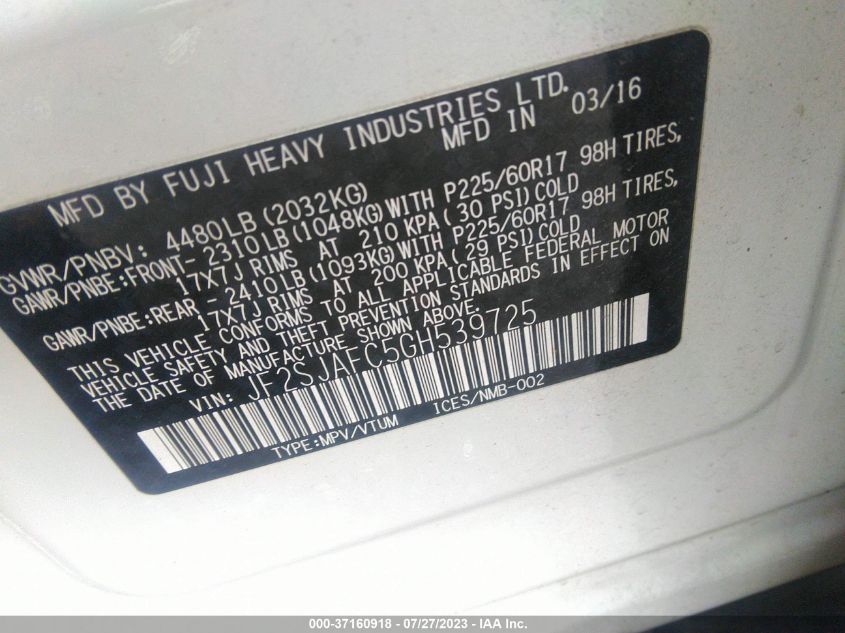 MFD BY FUJI HEAVY INDUSTRIES LTD.
MFD IN 03/16
GVWR/PNBV: 4480LB(2032KG)
GAWR/PNBE:FRONT- 2310LB(1048KG)WITH P225/60R17 98H TIRES,
17X7J RIMS AT 210 KPA(30 PSI)COLD
GAWR/PNBE:REAR - 2410LB(1093KG)WITH P225/60R17 98H TIRES,
17X7J RIMS AT 200 KPA(29 PSI)COLD
THIS VEHICLE CONFORMS TO ALL APPLICABLE FEDERAL MOTOR
VEHICLE SAFETY AND THEFT PREVENTION STANDARDS IN EFFECT ON
THE DATE OF MANUFACTURE SHOWN ABOVE.
VIN: JF2SJAFC5GH539725
TYPE:MPV/VTUM ICES/NMB-002
000-37160918 - 07/27/2023 - IAA Inc.